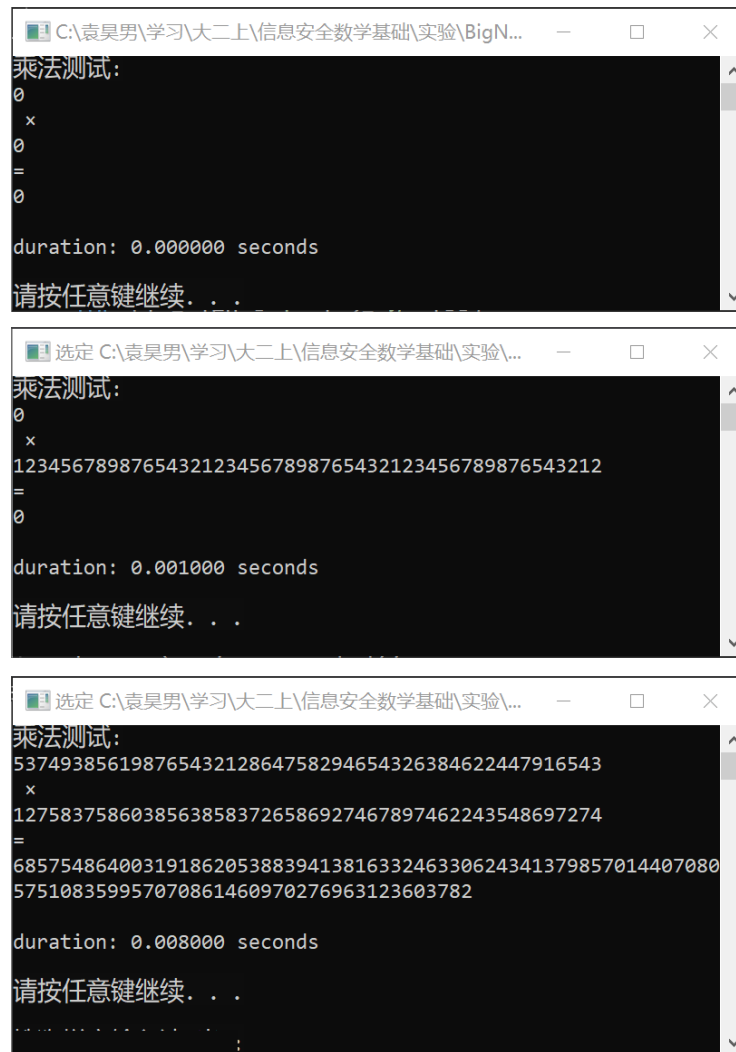 C:\袁昊男\学习\大二上\信息安全数学基础\实验\BigN...
乘法测试:
0
×
0
=
0
duration: 0.000000 seconds
请按任意键继续. . .
选定 C:\袁昊男\学习\大二上\信息安全数学基础\实验\...
乘法测试:
0
×
12345678987654321234567898765432123456789876543212
=
0
duration: 0.001000 seconds
请按任意键继续. . .
选定 C:\袁昊男\学习\大二上\信息安全数学基础\实验\...
乘法测试:
53749385619876543212864758294654326384622447916543
×
12758375860385638583726586927467897462243548697274
=
685754864003191862053883941381633246330624341379857014407080
575108359957070861460970276963123603782
duration: 0.008000 seconds
请按任意键继续. . .